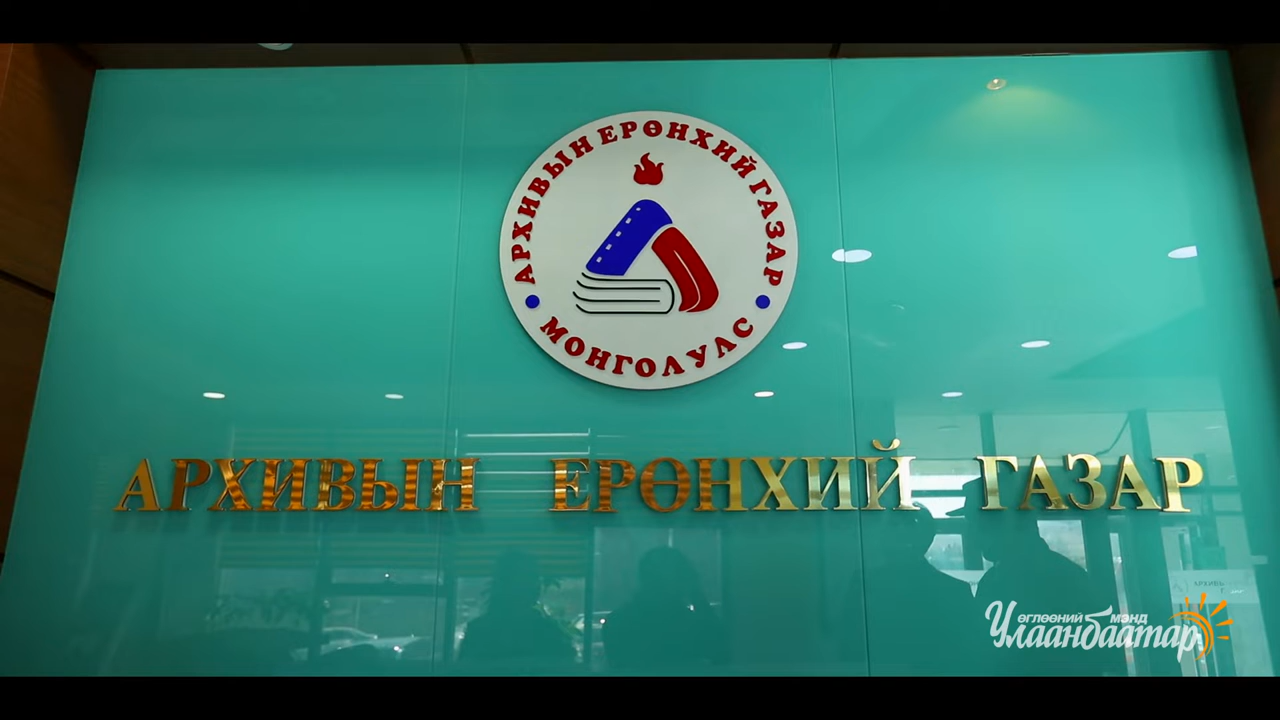 АРХИВЫН ЕРӨНХИЙ ГАЗАР
МОНГОЛ УЛС
АРХИВЫН ЕРӨНХИЙ ГАЗАР
ӨГЛӨӨНИЙ МЭНД
Улаанбаатар